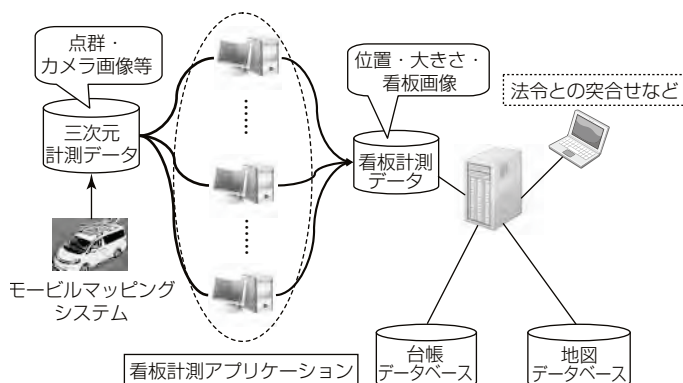 点群・
カメラ画像等
三次元
計測データ
モービルマッピング
システム
看板計測アプリケーション
位置・大きさ・
看板画像
看板計測
データ
法令との突合せなど
台帳
データベース
地図
データベース